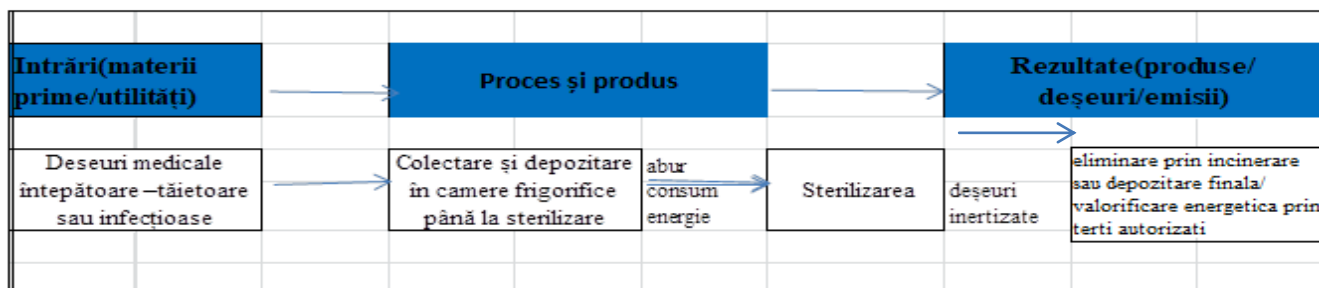 Intrări(materii
prime/utilități)
Proces și produs
Rezultate(produse/
deșeuri/emisii)
Deseuri medicale
întepătoare –tăietoare
sau infecțioase
Colectare și depozitare
în camere frigorifice
până la sterilizare
abur
consum
energie
Sterilizarea
deșeuri
inertizate
eliminare prin incinerare
sau depozitare finala/
valorificare energetica prin
terti autorizati